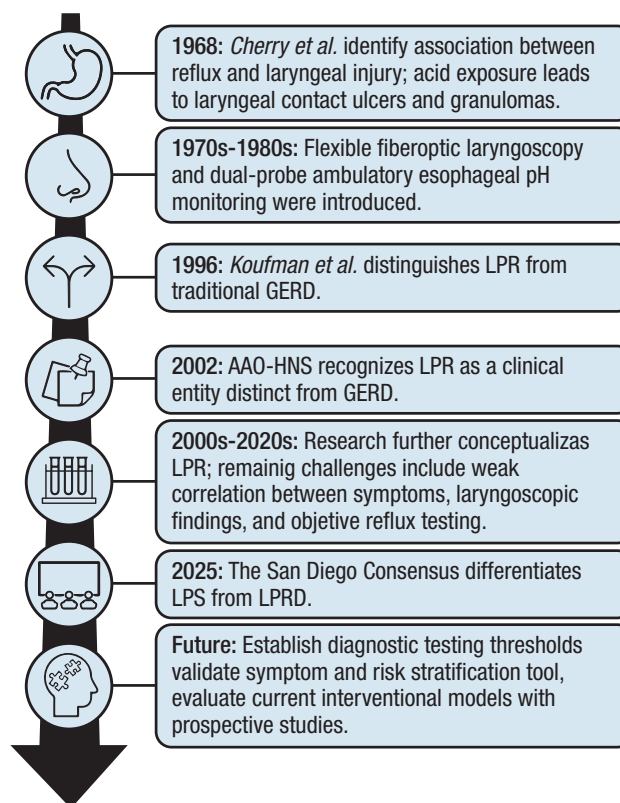 1968: Cherry et al. identify association between
reflux and laryngeal injury; acid exposure leads
to laryngeal contact ulcers and granulomas.
1970s-1980s: Flexible fiberoptic laryngoscopy
and dual-probe ambulatory esophageal pH
monitoring were introduced.
1996: Koufman et al. distinguishes LPR from
traditional GERD.
2002: AAO-HNS recognizes LPR as a clinical
entity distinct from GERD.
2000s-2020s: Research further conceptualizas
LPR; remainig challenges include weak
correlation between symptoms, laryngoscopic
findings, and objetive reflux testing.
2025: The San Diego Consensus differentiates
LPS from LPRD.
Future: Establish diagnostic testing thresholds
validate symptom and risk stratification tool,
evaluate current interventional models with
prospective studies.